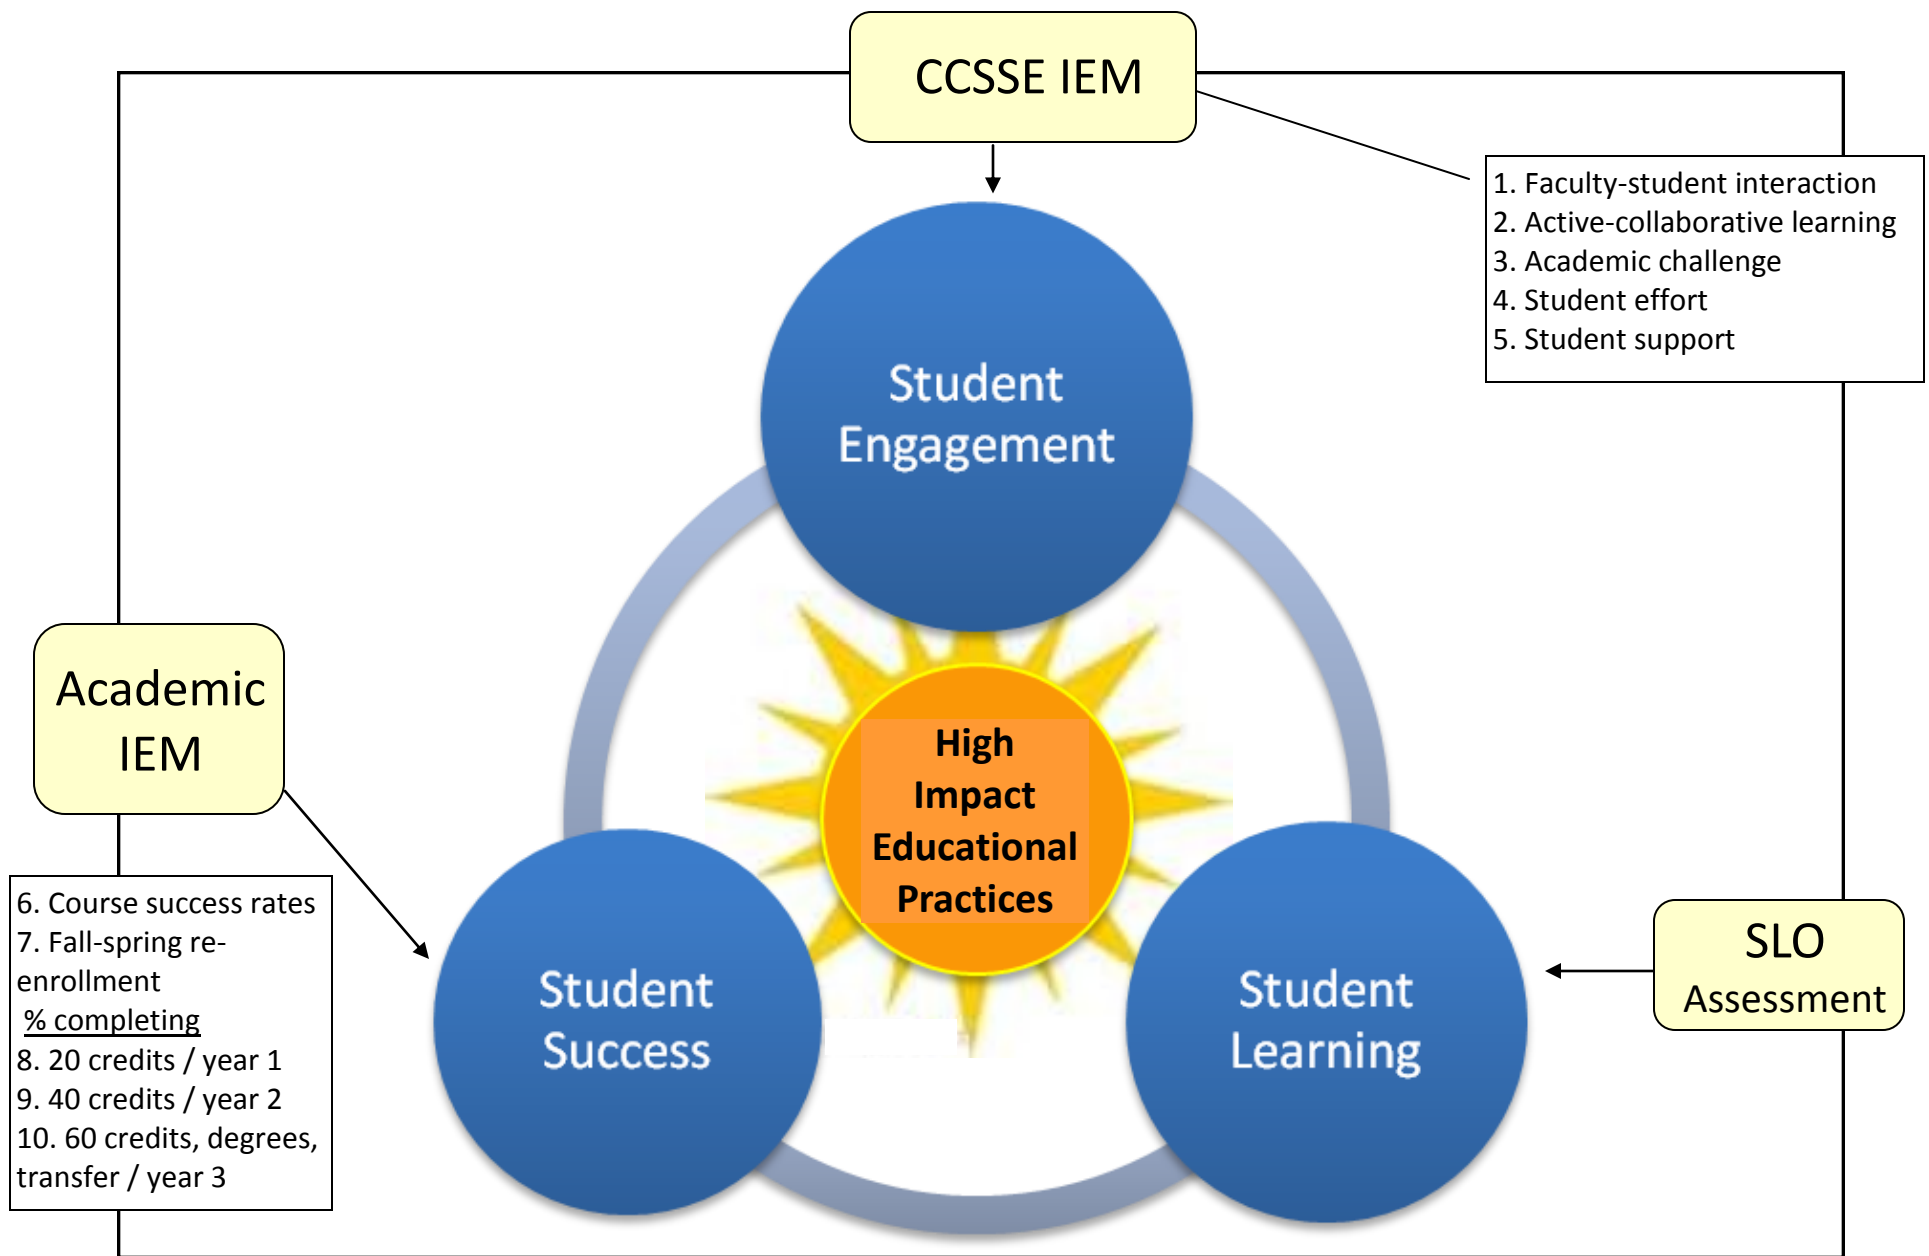 CCSSE IEM
1. Faculty-student interaction
2. Active-collaborative learning
3. Academic challenge
4. Student effort
5. Student support
Student
Engagement
Academic
IEM
High
Impact
Educational
Practices
6. Course success rates
7. Fall-spring re-
enrollment
% completing
8. 20 credits / year 1
9. 40 credits / year 2
10. 60 credits, degrees,
transfer / year 3
Student
Success
Student
Learning
SLO
Assessment